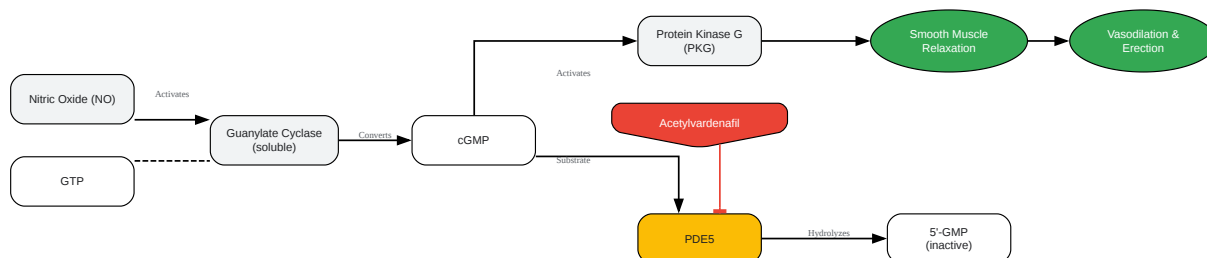 Nitric Oxide (NO)
Activates
GTP
Guanylate Cyclase
(soluble)
Converts
cGMP
Activates
Substrate
Protein Kinase G
(PKG)
Smooth Muscle
Relaxation
Vasodilation &
Erection
Acetylvardenafil
PDE5
Hydrolyzes
5'-GMP
(inactive)